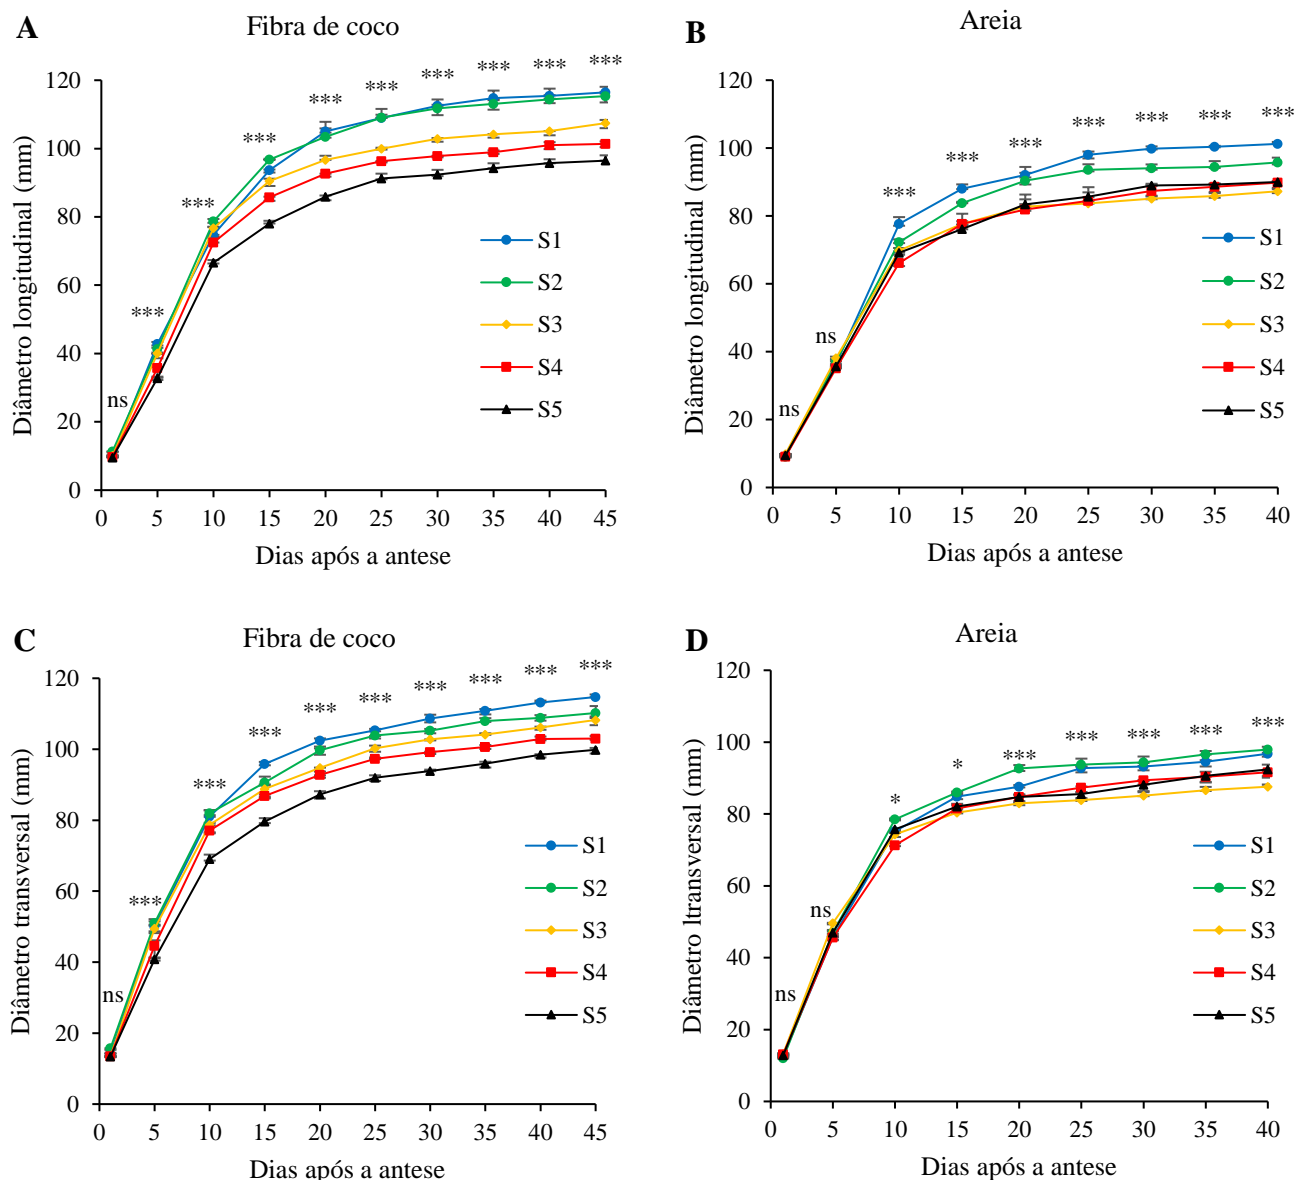 A
Fibra de coco
Diâmetro longitudinal (mm)
120
100
80
60
40
20
0
ns
***
***
***
***
***
***
***
***
***
S1
S2
S3
S4
S5
0 5 10 15 20 25 30 35 40 45
Dias após a antese
B
Areia
Diâmetro longitudinal (mm)
120
100
80
60
40
20
0
ns
ns
***
***
***
***
***
***
***
S1
S2
S3
S4
S5
0 5 10 15 20 25 30 35 40
Dias após a antese
C
Fibra de coco
Diâmetro transversal (mm)
120
100
80
60
40
20
0
ns
***
***
***
***
***
***
***
***
***
S1
S2
S3
S4
S5
0 5 10 15 20 25 30 35 40 45
Dias após a antese
D
Areia
Diâmetro ltransversal (mm)
120
100
80
60
40
20
0
ns
ns
*
*
***
***
***
***
***
S1
S2
S3
S4
S5
0 5 10 15 20 25 30 35 40
Dias após a antese